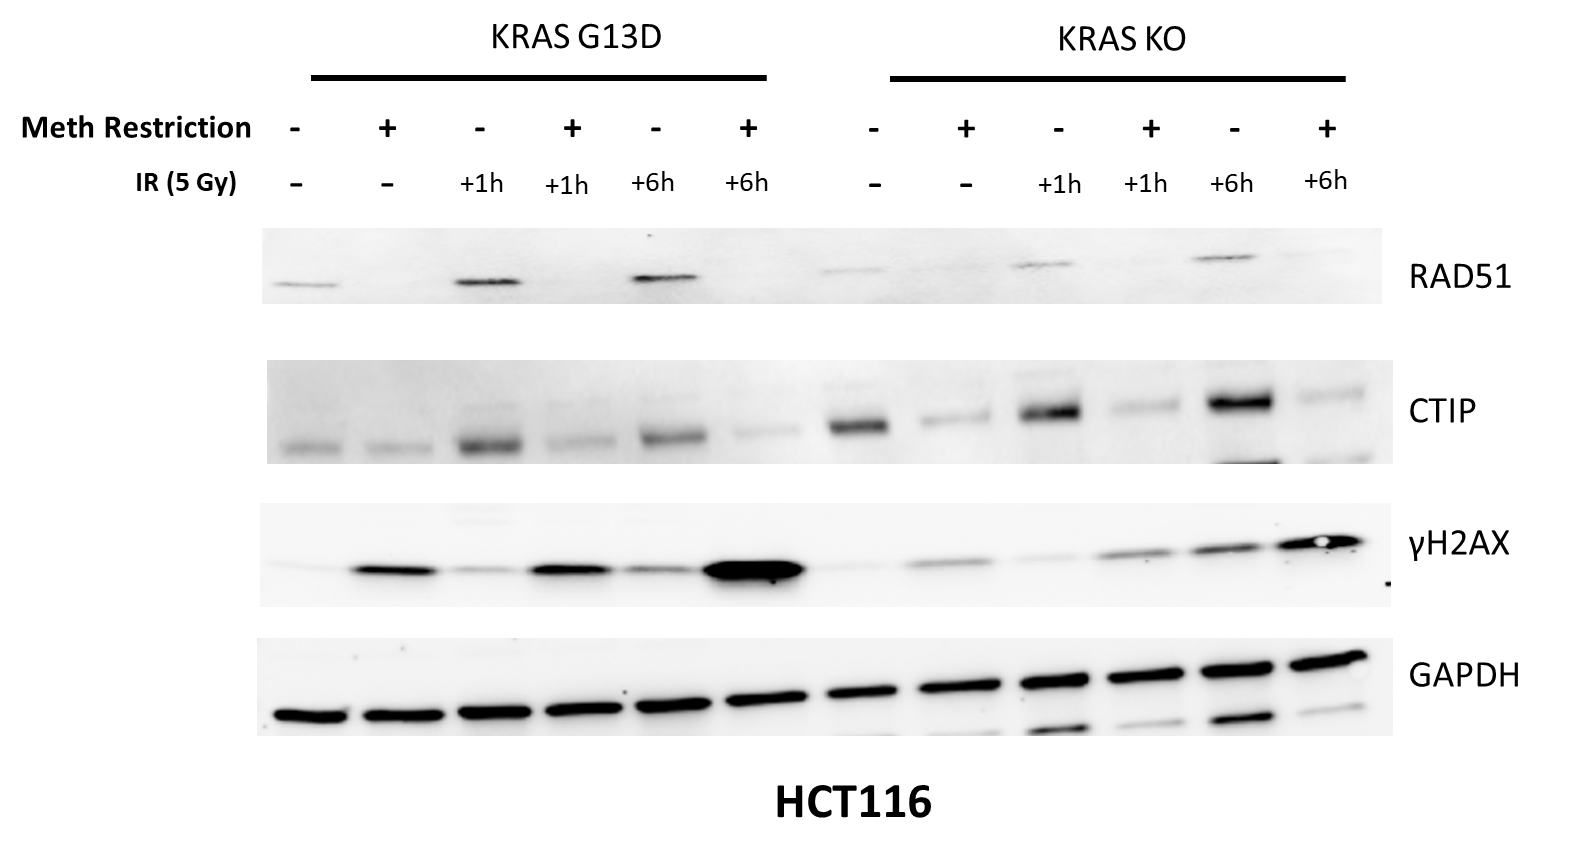 KRAS G13D KRAS KO
Meth Restriction - + - + - + - + - + - +
IR (5 Gy) - - +1h +1h +6h +6h - - +1h +1h +6h +6h
RAD51
CTIP
γH2AX
GAPDH
HCT116